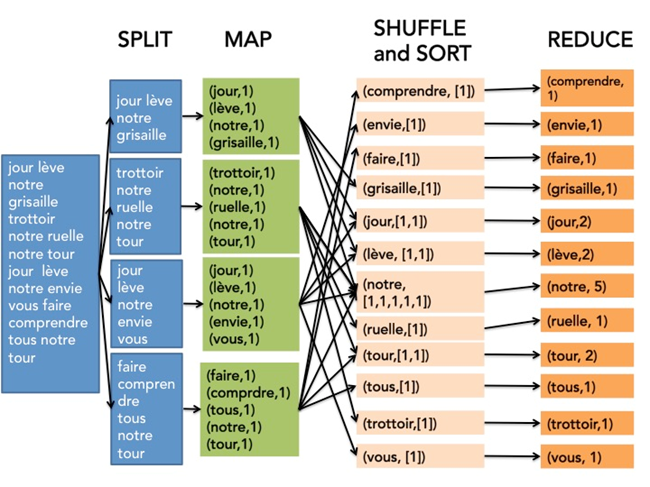 SPLIT
MAP
SHUFFLE
and SORT
REDUCE
jour lève
notre
grisaille
trottoir
notre ruelle
notre tour
jour lève
notre envie
vous faire
comprendre
tous notre
tour
jour lève
notre
grisaille
trottoir
notre
ruelle
notre
tour
jour
lève
notre
envie
vous
faire
compren
dre
tous
notre
tour
(jour,1)
(lève,1)
(notre,1)
(grisaille,1)
(trottoir,1)
(notre,1)
(ruelle,1)
(notre,1)
(tour,1)
(jour,1)
(lève,1)
(notre,1)
(envie,1)
(vous,1)
(faire,1)
(comprdre,1)
(tous,1)
(notre,1)
(tour,1)
(comprendre, [1])
(envie,[1])
(faire,[1])
(grisaille,[1])
(jour,[1,1])
(lève, [1,1])
(notre,
[1,1,1,1,1])
(ruelle,[1])
(tour,[1,1])
(tous,[1])
(trottoir,[1])
(vous, [1])
(comprendre,
1)
(envie,1)
(faire,1)
(grisaille,1)
(jour,2)
(lève,2)
(notre, 5)
(ruelle, 1)
(tour, 2)
(tous,1)
(trottoir,1)
(vous, 1)